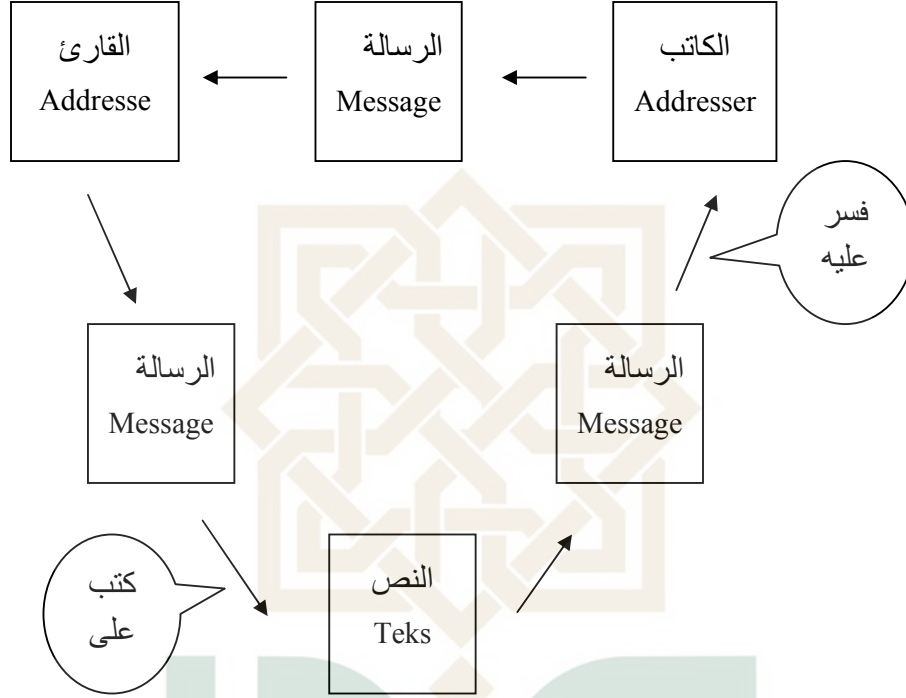 الكاتب
Addresser
الرسالة
Message
القارئ
Addresse
فسر
عليه
الرسالة
Message
الرسالة
Message
النص
Teks
كتب
على